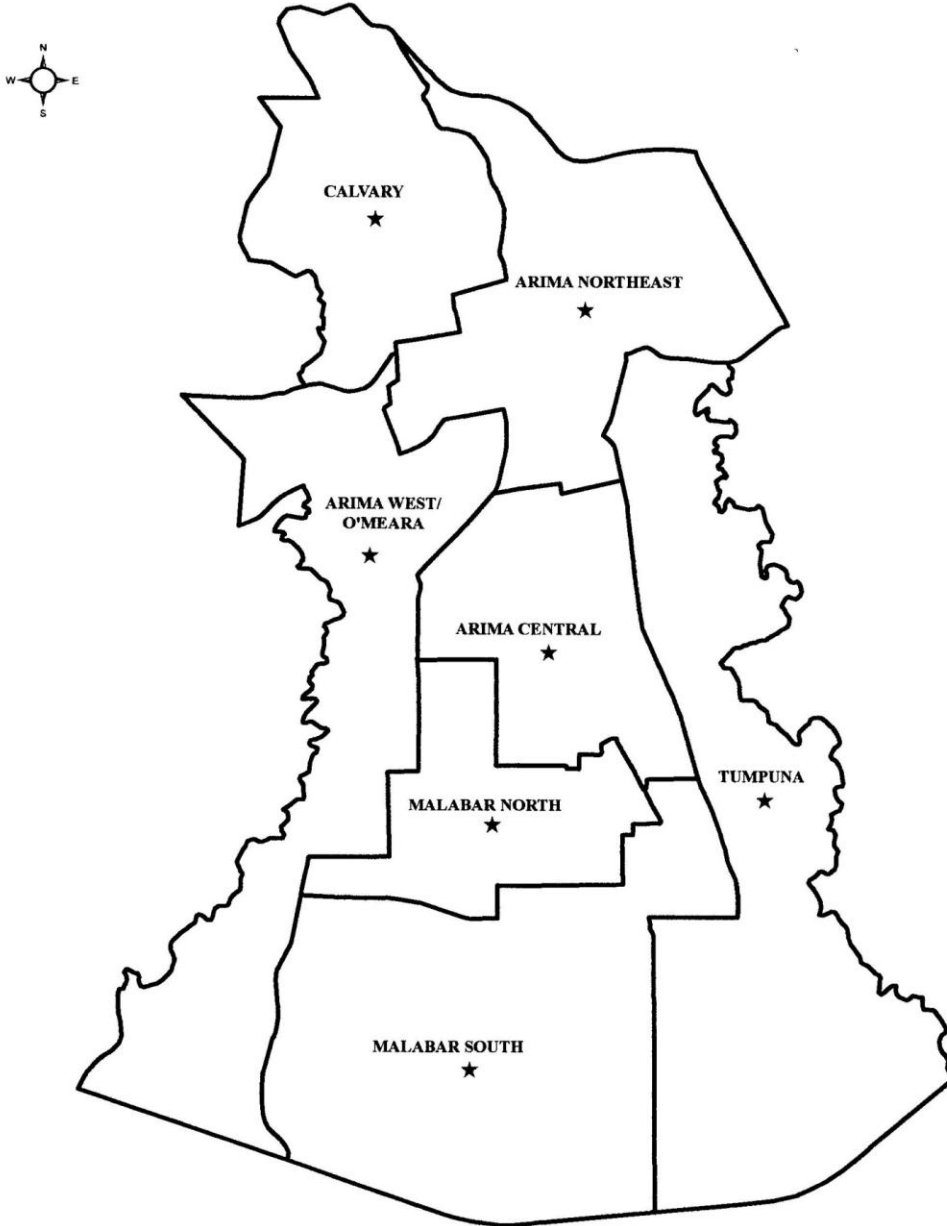 N
W E
S
CALVARY
ARIMA NORTHEAST
ARIMA WEST/
O'MEARA
ARIMA CENTRAL
TUMPUNA
MALABAR NORTH
MALABAR SOUTH